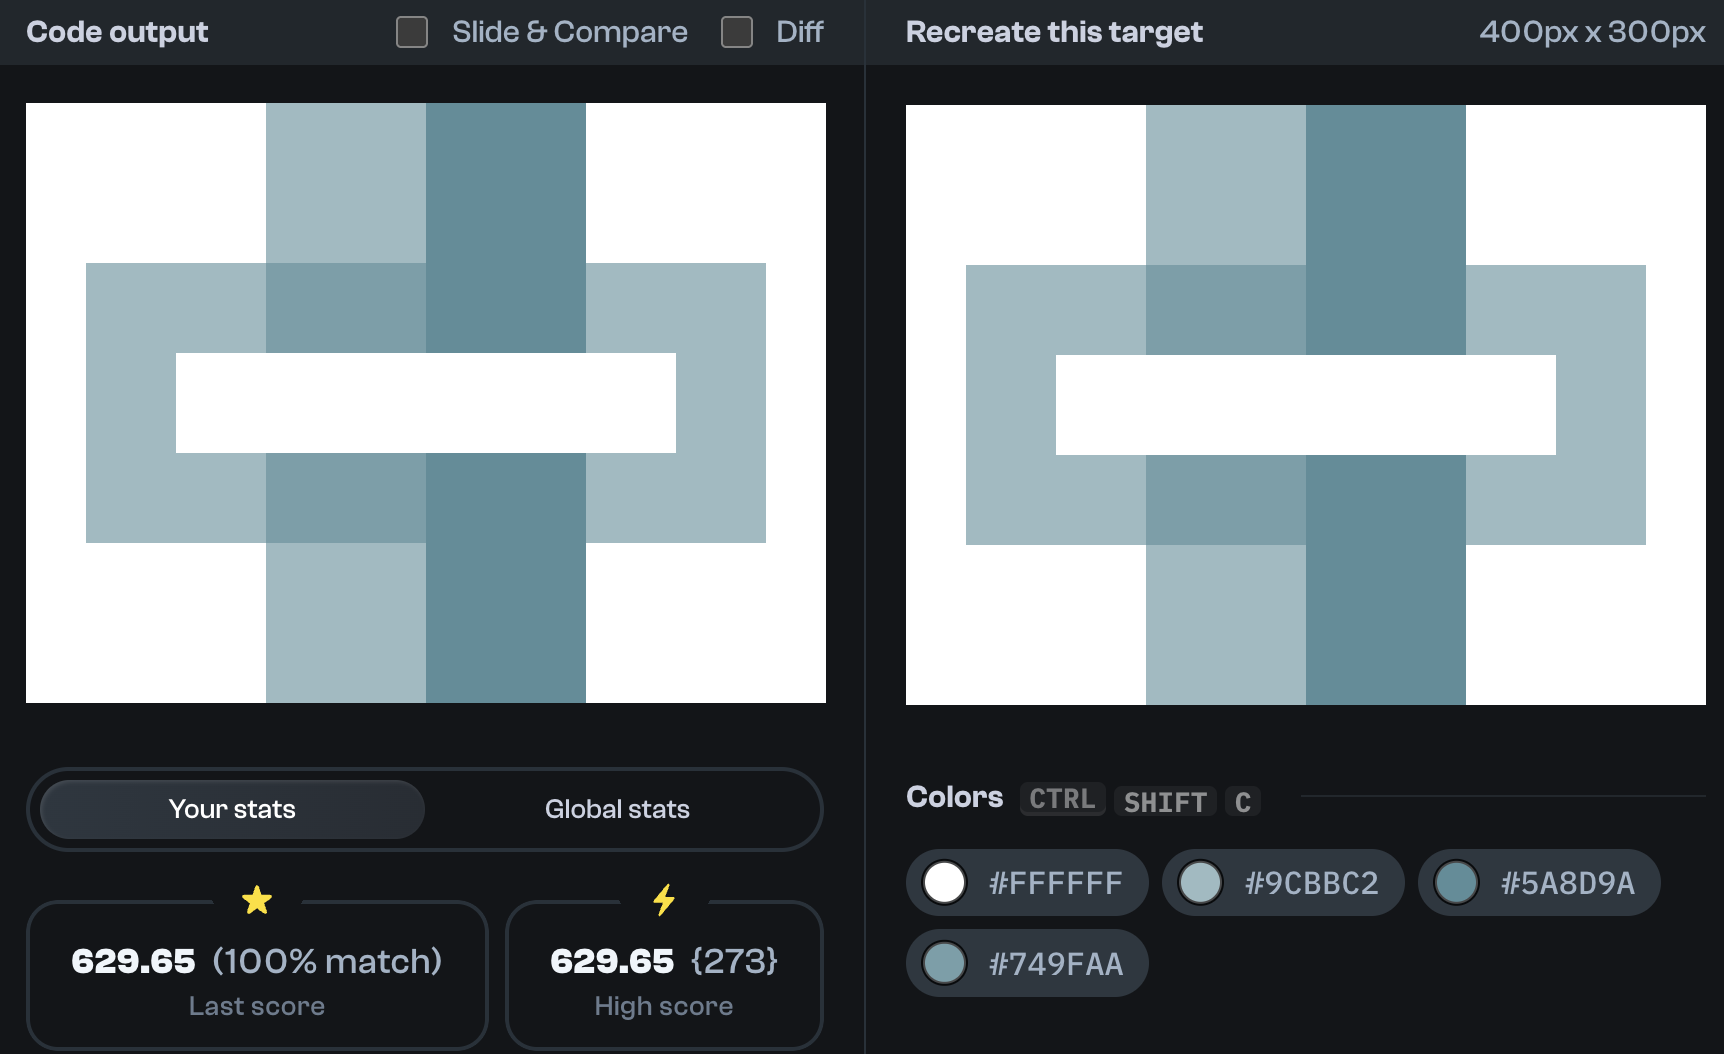 Code output
Slide & Compare
Diff
Recreate this target
400px x 300px
Your stats
Global stats
629.65 (100% match)
Last score
629.65 {273}
High score
Colors CTRL SHIFT C
#FFFFFF
#9CBBC2
#5A8D9A
#749FAA